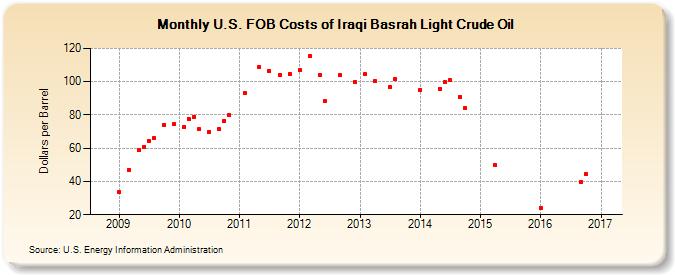 Monthly U.S. FOB Costs of Iraqi Basrah Light Crude Oil
Dollars per Barrel
120
100
80
60
40
20
2009 2010 2011 2012 2013 2014 2015 2016 2017
Source: U.S. Energy Information Administration